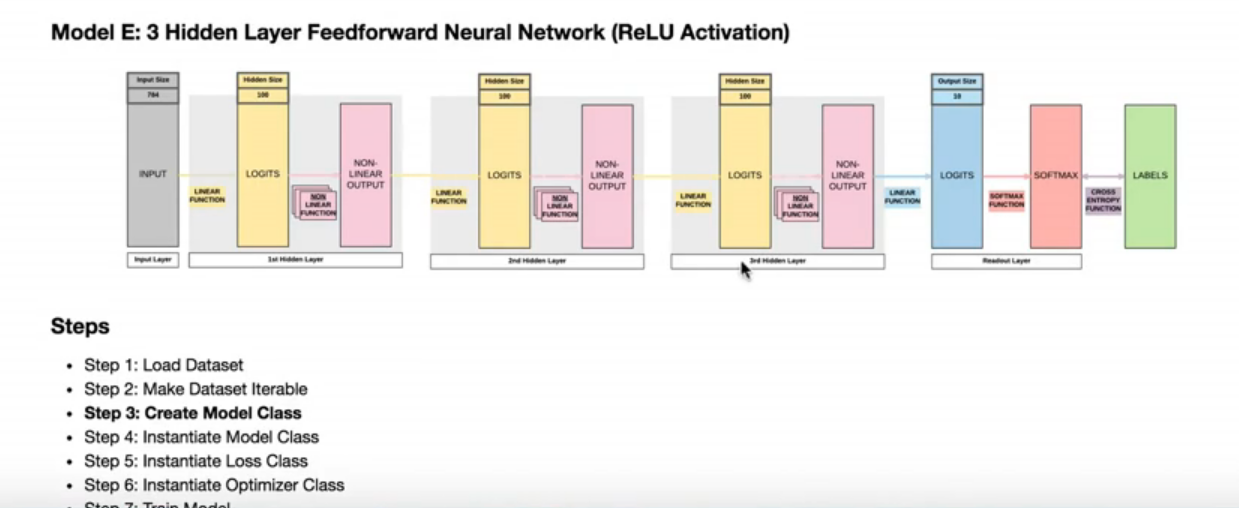 Model E: 3 Hidden Layer Feedforward Neural Network (ReLU Activation)
Input Size
784
Hidden Size
100
Hidden Size
100
Hidden Size
100
Output Size
10
INPUT
LINEAR
FUNCTION
LOGITS
NON
LINEAR
FUNCTION
NON-
LINEAR
OUTPUT
LINEAR
FUNCTION
LOGITS
NON
LINEAR
FUNCTION
NON-
LINEAR
OUTPUT
LINEAR
FUNCTION
LOGITS
NON
LINEAR
FUNCTION
NON-
LINEAR
OUTPUT
LINEAR
FUNCTION
LOGITS
SOFTMAX
FUNCTION
SOFTMAX
CROSS
ENTROPY
FUNCTION
LABELS
Input Layer
1st Hidden Layer
2nd Hidden Layer
3rd Hidden Layer
Readout Layer
Steps
• Step 1: Load Dataset
• Step 2: Make Dataset Iterable
• Step 3: Create Model Class
• Step 4: Instantiate Model Class
• Step 5: Instantiate Loss Class
• Step 6: Instantiate Optimizer Class
• Step 7: Train Model